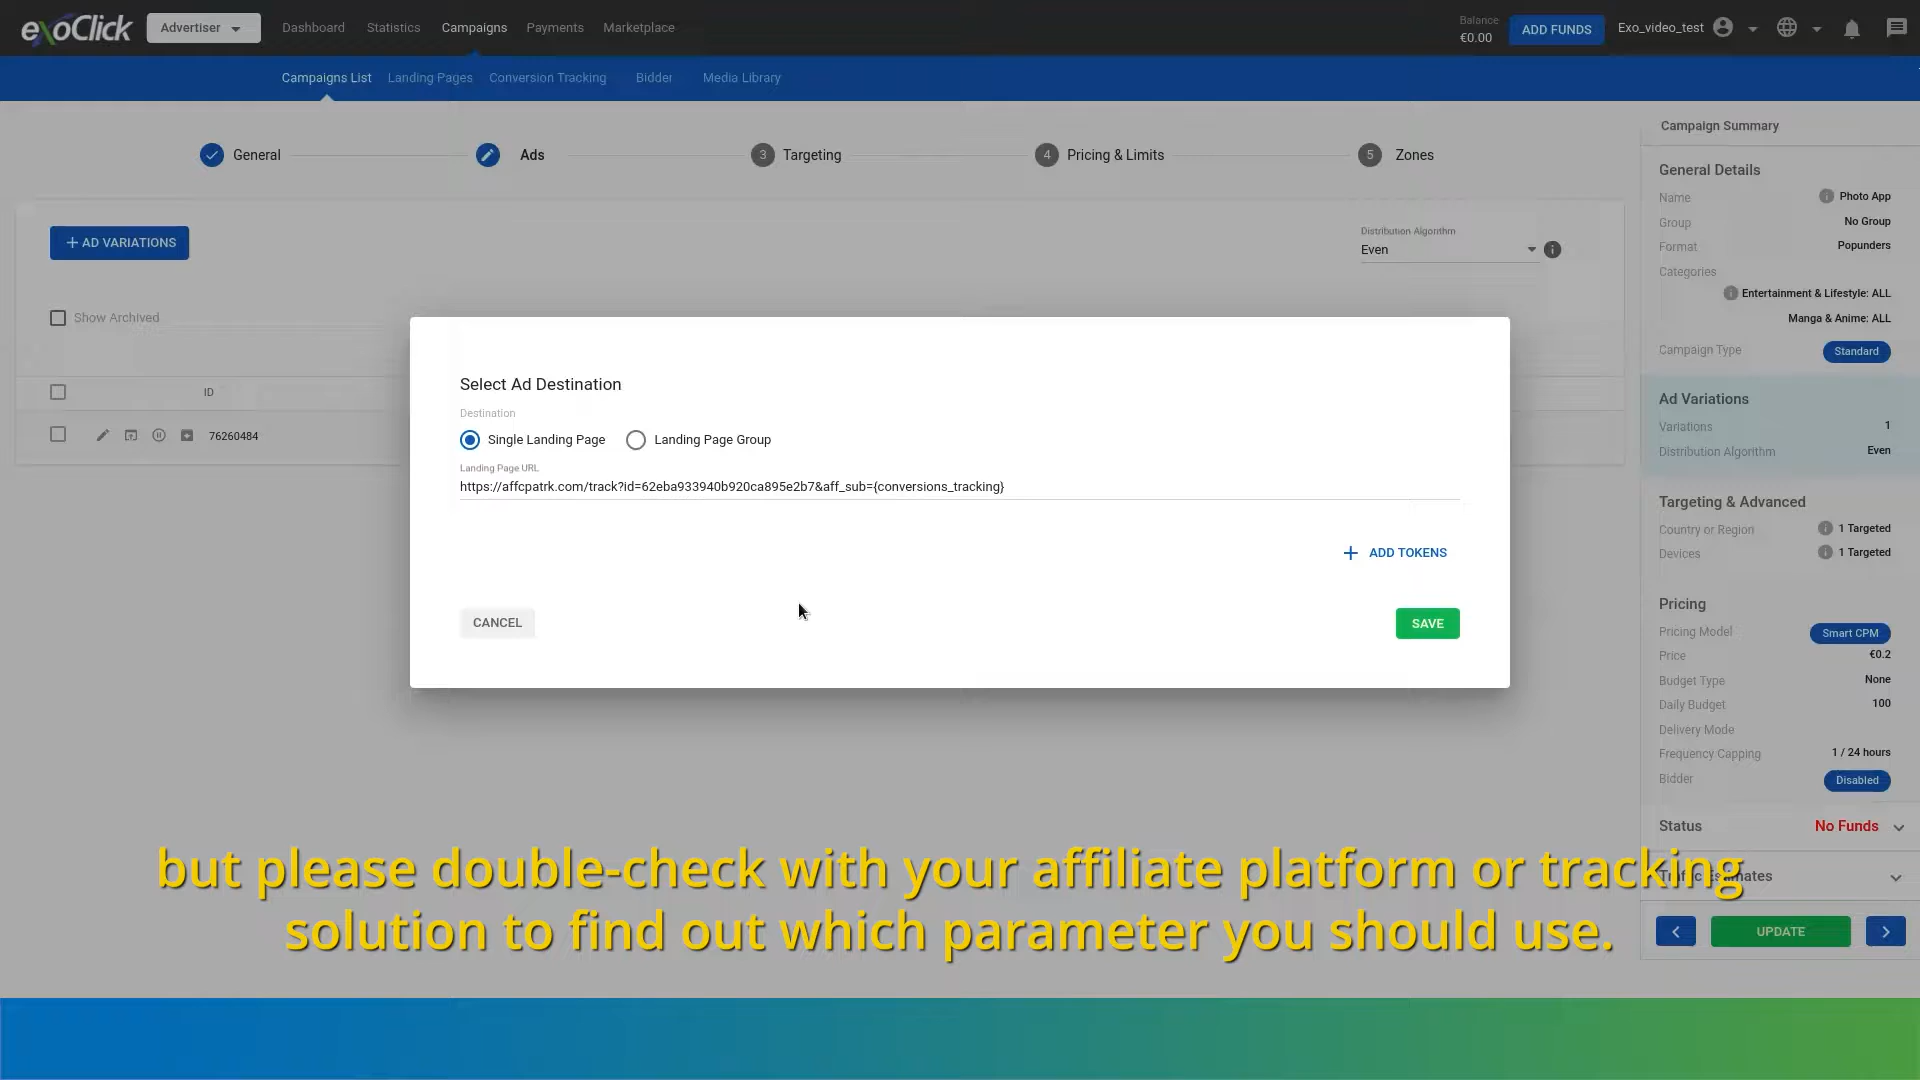 exoClick
Advertiser
Dashboard
Statistics
Campaigns
Payments
Marketplace
Balance
€0.00
ADD FUNDS
Exo_video_test
Campaigns List
Landing Pages
Conversion Tracking
Bidder
Media Library
General
Ads
3 Targeting
4 Pricing & Limits
5 Zones
+ AD VARIATIONS
Distribution Algorithm
Even
Show Archived
ID
76260484
Select Ad Destination
Destination
Single Landing Page
Landing Page Group
Landing Page URL
https://affcpatrk.com/track?id=62eba933940b920ca895e2b7&aff_sub={conversions_tracking}
+ ADD TOKENS
CANCEL
SAVE
Campaign Summary
General Details
Name Photo App
Group No Group
Format Popunders
Categories
Entertainment & Lifestyle: ALL
Manga & Anime: ALL
Campaign Type Standard
Ad Variations
Variations 1
Distribution Algorithm Even
Targeting & Advanced
Country or Region 1 Targeted
Devices 1 Targeted
Pricing
Pricing Model Smart CPM
Price €0.2
Budget Type None
Daily Budget 100
Delivery Mode
Frequency Capping 1 / 24 hours
Bidder Disabled
Status No Funds
Traffic Estimates
UPDATE
but please double-check with your affiliate platform or tracking
solution to find out which parameter you should use.